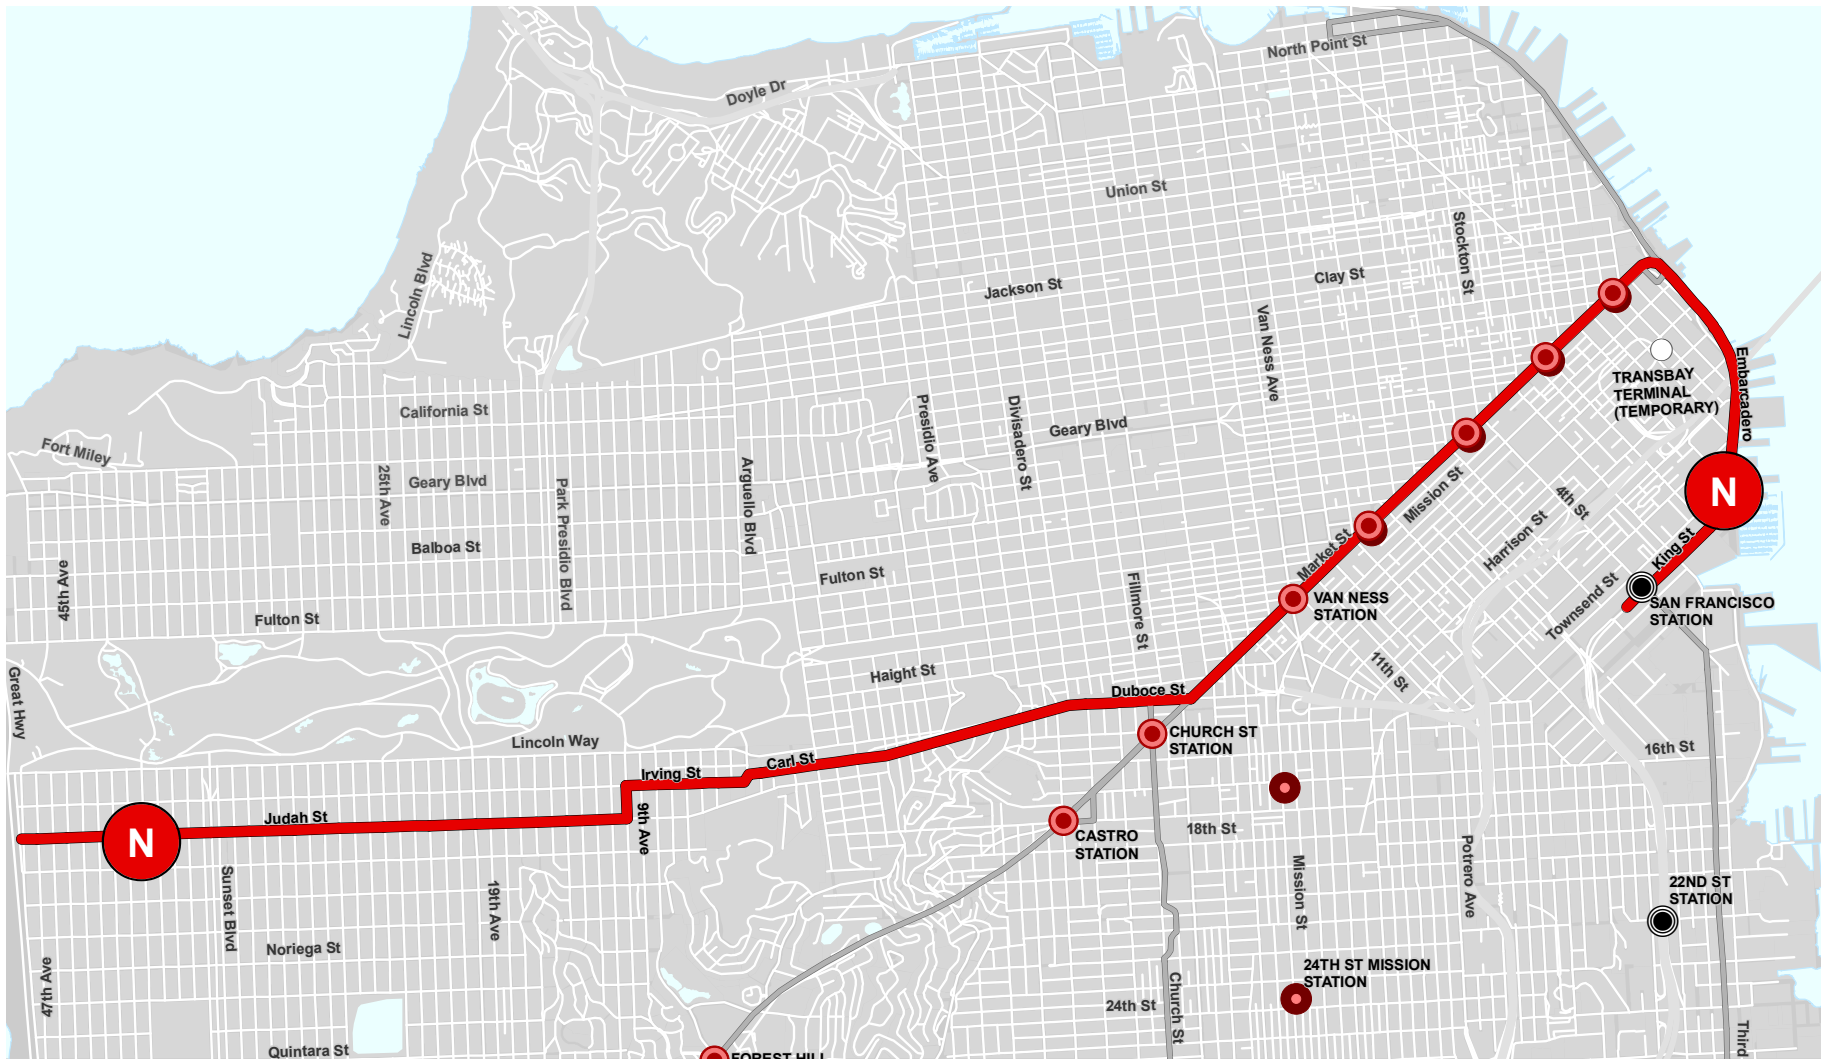 North Point St
Doyle Dr
Union St
Stockton St
Lincoln Blvd
Clay St
Jackson St
Van Ness Ave
Embarcadero
TRANSBAY
TERMINAL
(TEMPORARY)
California St
Presidio Ave
Divisadero St
Geary Blvd
Fort Miley
25th Ave
Geary Blvd
Park Presidio Blvd
Arguello Blvd
Mission St
4th St
N
Harrison St
Balboa St
Market St
King St
45th Ave
Fulton St
Fillmore St
VAN NESS
STATION
Townsend St
SAN FRANCISCO
STATION
Fulton St
Great Hwy
Haight St
11th St
Duboce St
Lincoln Way
CHURCH ST
STATION
16th St
Irving St
Carl St
Judah St
9th Ave
N
CASTRO
STATION
18th St
Sunset Blvd
19th Ave
Mission St
Potrero Ave
22ND ST
STATION
Noriega St
47th Ave
24TH ST MISSION
STATION
24th St
Church St
Quintara St
FOREST HILL
Third